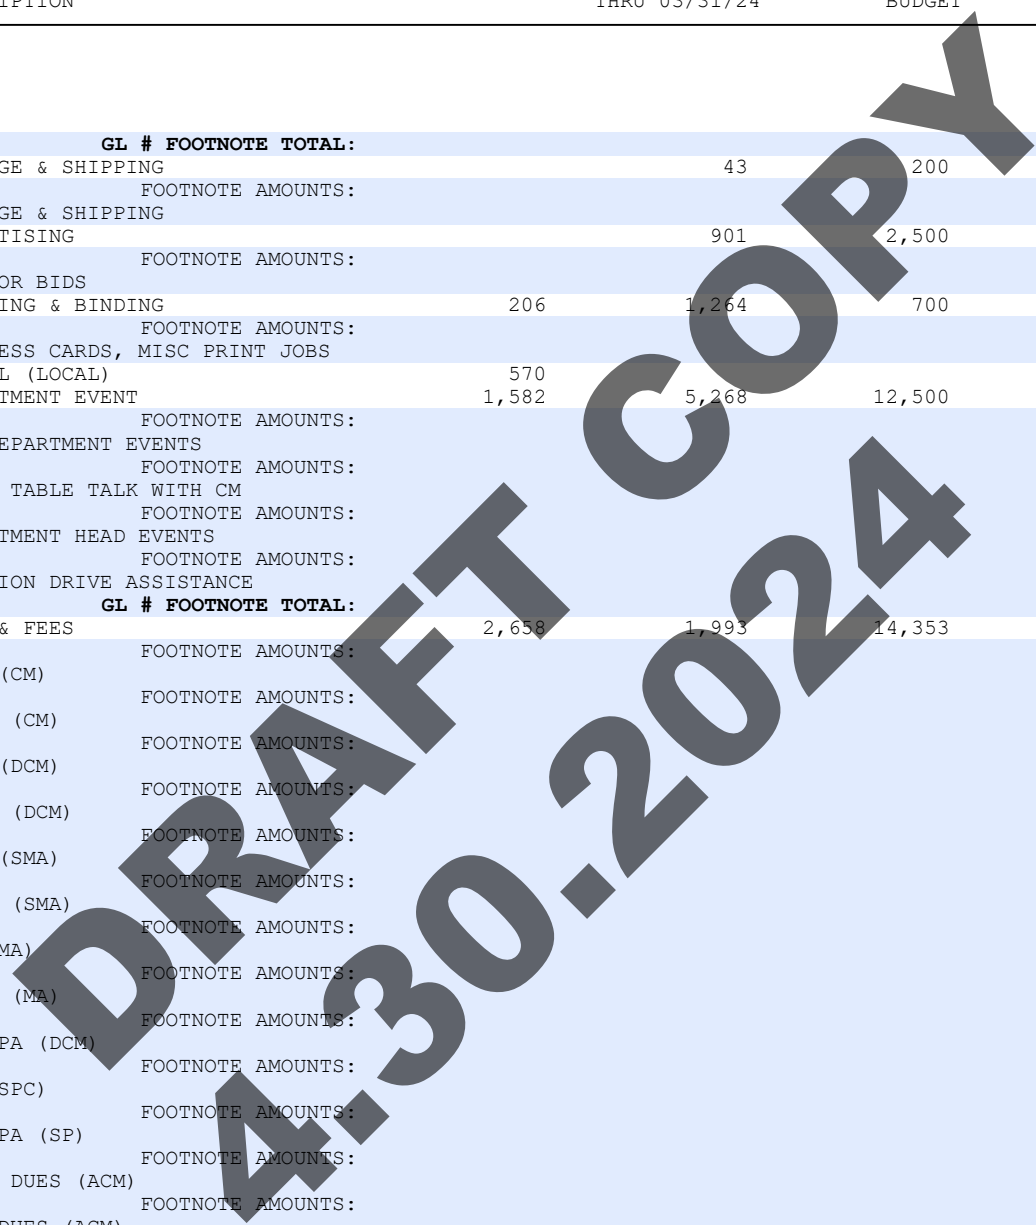 THRU 03/31/24 BUDGET
GL # FOOTNOTE TOTAL:
GE & SHIPPING 43 200
FOOTNOTE AMOUNTS:
GE & SHIPPING
TISING 901 2,500
FOOTNOTE AMOUNTS:
OR BIDS
ING & BINDING 206 1,264 700
FOOTNOTE AMOUNTS:
ESS CARDS, MISC PRINT JOBS
L (LOCAL) 570
TMENT EVENT 1,582 5,268 12,500
FOOTNOTE AMOUNTS:
EPARTMENT EVENTS
FOOTNOTE AMOUNTS:
TABLE TALK WITH CM
FOOTNOTE AMOUNTS:
TMENT HEAD EVENTS
FOOTNOTE AMOUNTS:
ION DRIVE ASSISTANCE
GL # FOOTNOTE TOTAL:
& FEES 2,658 1,993 14,353
FOOTNOTE AMOUNTS:
(CM)
FOOTNOTE AMOUNTS:
(CM)
FOOTNOTE AMOUNTS:
(DCM)
FOOTNOTE AMOUNTS:
(DCM)
FOOTNOTE AMOUNTS:
(SMA)
FOOTNOTE AMOUNTS:
(SMA)
FOOTNOTE AMOUNTS:
MA)
FOOTNOTE AMOUNTS:
(MA)
FOOTNOTE AMOUNTS:
PA (DCM)
FOOTNOTE AMOUNTS:
SPC)
FOOTNOTE AMOUNTS:
PA (SP)
FOOTNOTE AMOUNTS:
DUES (ACM)
FOOTNOTE AMOUNTS:
DUES (ACM)
DRAFT COPY
4.30.2024